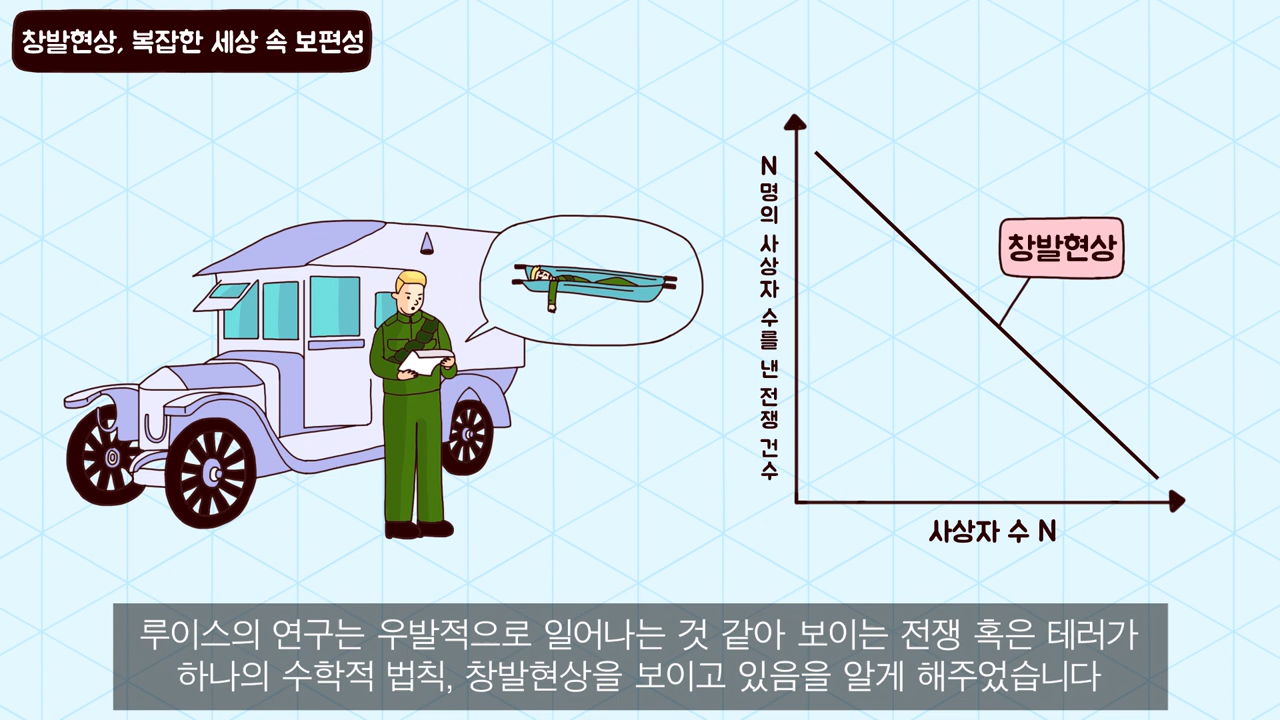 창발현상, 복잡한 세상 속 보편성
N명의 사상자 수를 낸 전쟁 건수
창발현상
사상자 수 N
루이스의 연구는 우발적으로 일어나는 것 같아 보이는 전쟁 혹은 테러가
하나의 수학적 법칙, 창발현상을 보이고 있음을 알게 해주었습니다